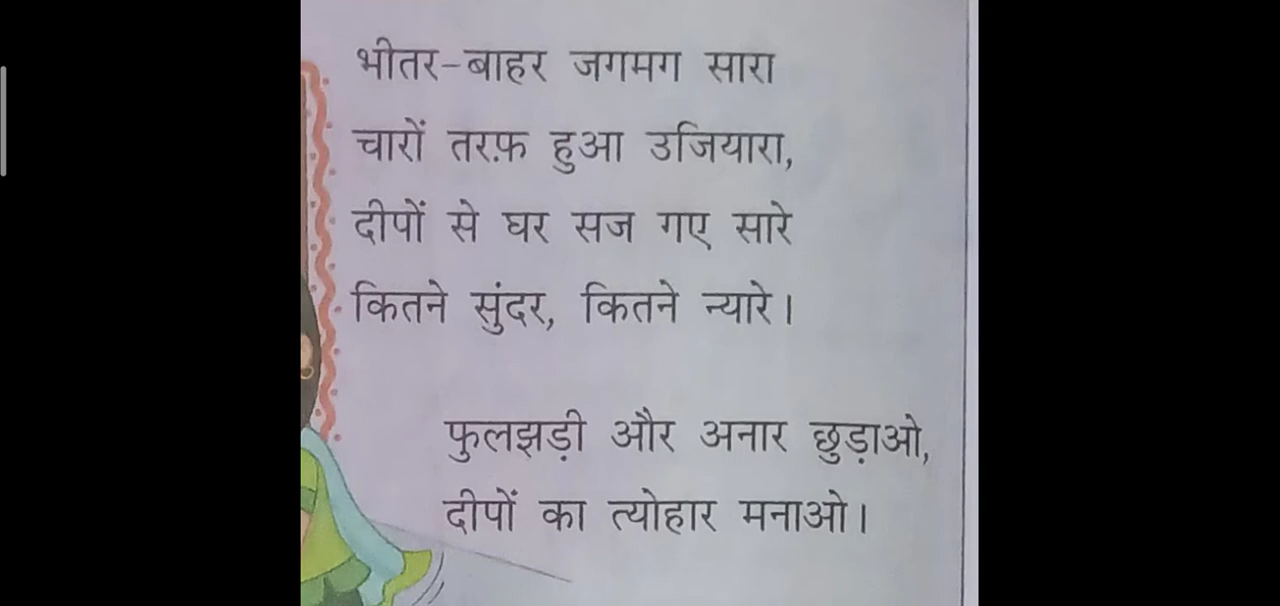 भीतर-बाहर जगमग सारा
चारों तरफ़ हुआ उजियारा,
दीपों से घर सज गए सारे
कितने सुंदर, कितने न्यारे।
फुलझड़ी और अनार छुड़ाओ,
दीपों का त्योहार मनाओ।